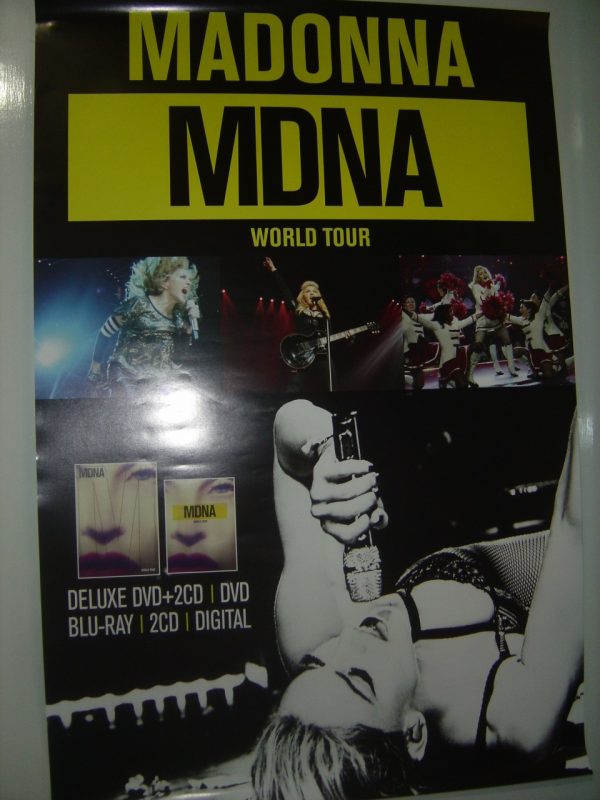 MADONNA
MDNA
WORLD TOUR
MDNA
MDNA
DELUXE DVD+2CD | DVD
BLU-RAY | 2CD | DIGITAL